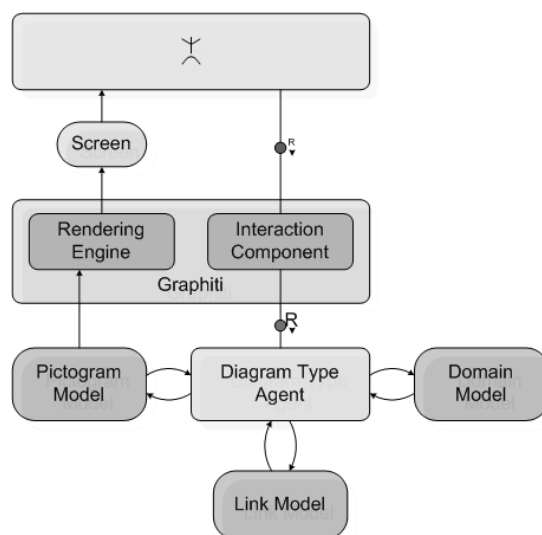 R
Screen
Rendering
Engine
Interaction
Component
Graphiti
R
Pictogram
Model
Diagram Type
Agent
Domain
Model
Link Model